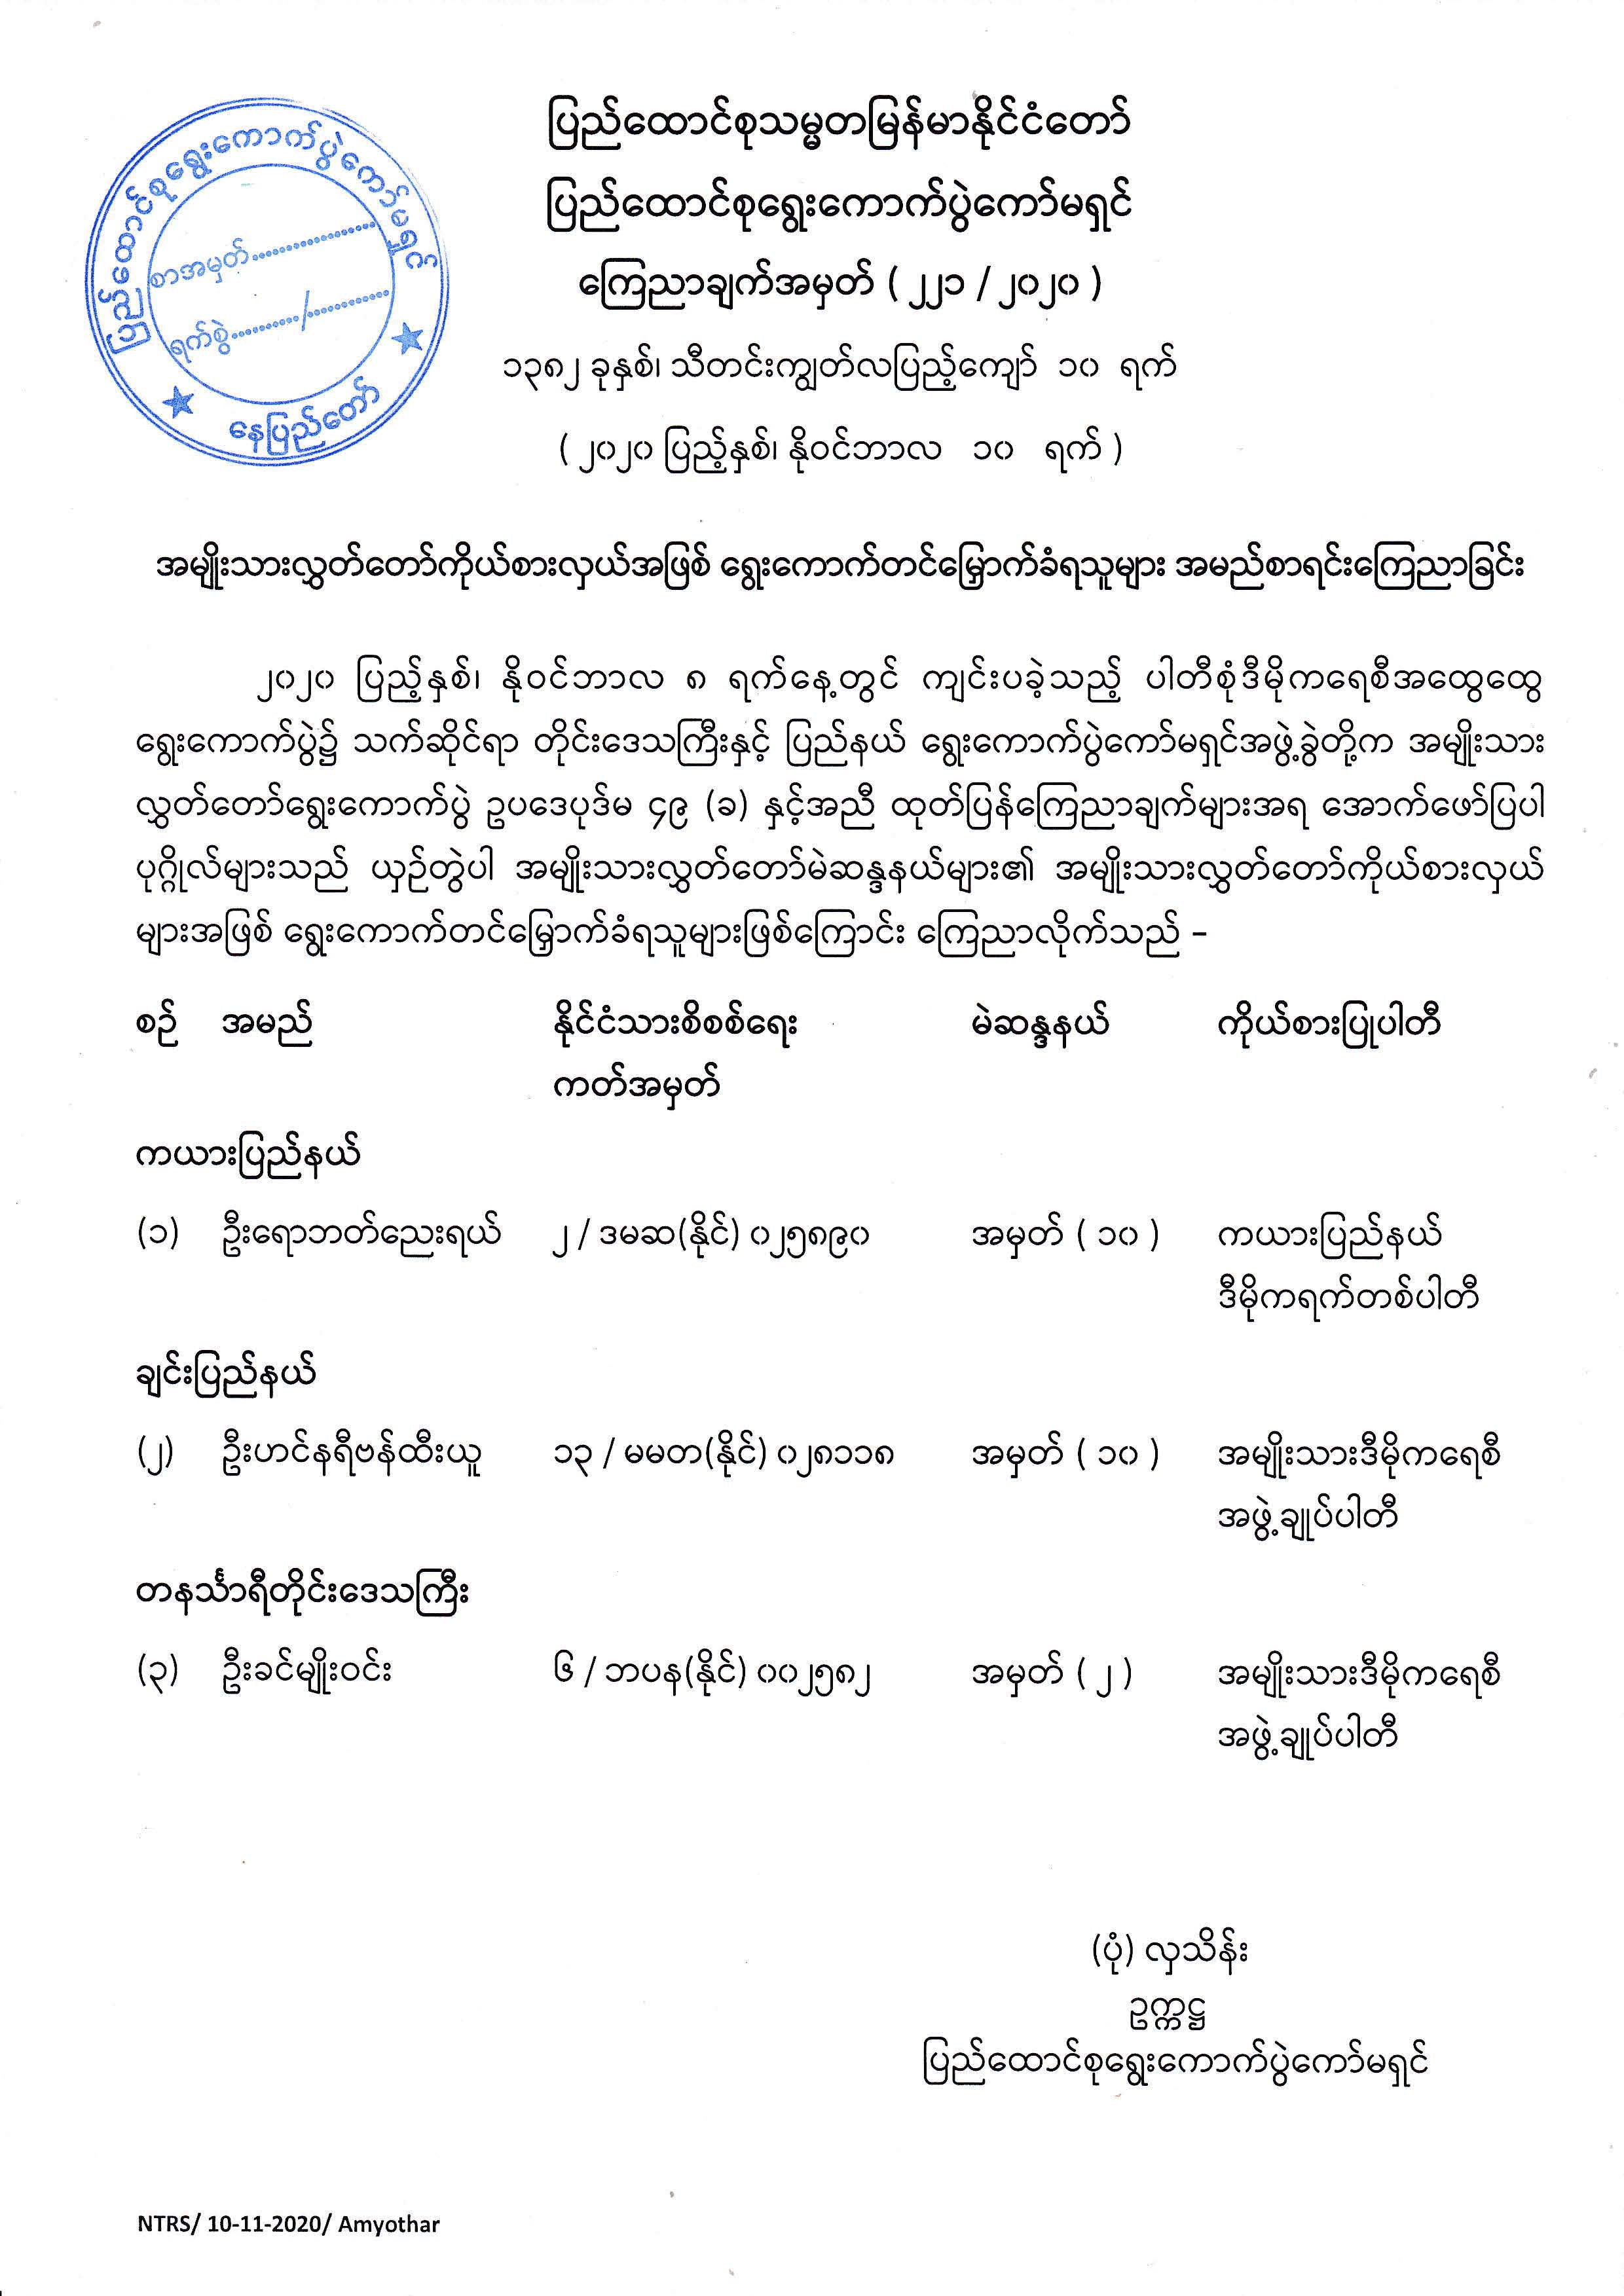 ပြည်ထောင်စုရွေးကောက်ပွဲကော်မရှင်
စာအမှတ်....................
ရက်စွဲ............/..............
နေပြည်တော်
ပြည်ထောင်စုသမ္မတမြန်မာနိုင်ငံတော်
ပြည်ထောင်စုရွေးကောက်ပွဲကော်မရှင်
ကြေညာချက်အမှတ် ( ၂၂၁ / ၂၀၂၀ )
၁၃၈၂ ခုနှစ်၊ သီတင်းကျွတ်လပြည့်ကျော် ၁၀ ရက်
( ၂၀၂၀ ပြည့်နှစ်၊ နိုဝင်ဘာလ ၁၀ ရက် )
အမျိုးသားလွှတ်တော်ကိုယ်စားလှယ်အဖြစ် ရွေးကောက်တင်မြှောက်ခံရသူများ အမည်စာရင်းကြေညာခြင်း
၂၀၂၀ ပြည့်နှစ်၊ နိုဝင်ဘာလ ၈ ရက်နေ့တွင် ကျင်းပခဲ့သည့် ပါတီစုံဒီမိုကရေစီအထွေထွေ
ရွေးကောက်ပွဲ၌ သက်ဆိုင်ရာ တိုင်းဒေသကြီးနှင့် ပြည်နယ် ရွေးကောက်ပွဲကော်မရှင်အဖွဲ့ခွဲတို့က အမျိုးသား
လွှတ်တော်ရွေးကောက်ပွဲ ဥပဒေပုဒ်မ ၄၉ (ခ) နှင့်အညီ ထုတ်ပြန်ကြေညာချက်များအရ အောက်ဖော်ပြပါ
ပုဂ္ဂိုလ်များသည် ယှဉ်တွဲပါ အမျိုးသားလွှတ်တော်မဲဆန္ဒနယ်များ၏ အမျိုးသားလွှတ်တော်ကိုယ်စားလှယ်
များအဖြစ် ရွေးကောက်တင်မြှောက်ခံရသူများဖြစ်ကြောင်း ကြေညာလိုက်သည် –
စဉ် အမည် နိုင်ငံသားစိစစ်ရေး မဲဆန္ဒနယ် ကိုယ်စားပြုပါတီ
ကတ်အမှတ်
ကယားပြည်နယ်
(၁) ဦးရောဘတ်ညေးရယ် ၂ / ဒမဆ(နိုင်) ၀၂၅၈၉၀ အမှတ် ( ၁၀ ) ကယားပြည်နယ်
ဒီမိုကရက်တစ်ပါတီ
ချင်းပြည်နယ်
(၂) ဦးဟင်နရီဗန်ထီးယူ ၁၃ / မမတ(နိုင်) ၀၂၈၁၁၈ အမှတ် ( ၁၀ ) အမျိုးသားဒီမိုကရေစီ
အဖွဲ့ချုပ်ပါတီ
တနင်္သာရီတိုင်းဒေသကြီး
(၃) ဦးခင်မျိုးဝင်း ၆ / ဘပန(နိုင်) ၀၀၂၅၈၂ အမှတ် ( ၂ ) အမျိုးသားဒီမိုကရေစီ
အဖွဲ့ချုပ်ပါတီ
(ပုံ) လှသိန်း
ဥက္ကဋ္ဌ
ပြည်ထောင်စုရွေးကောက်ပွဲကော်မရှင်
NTRS/ 10-11-2020/ Amyothar